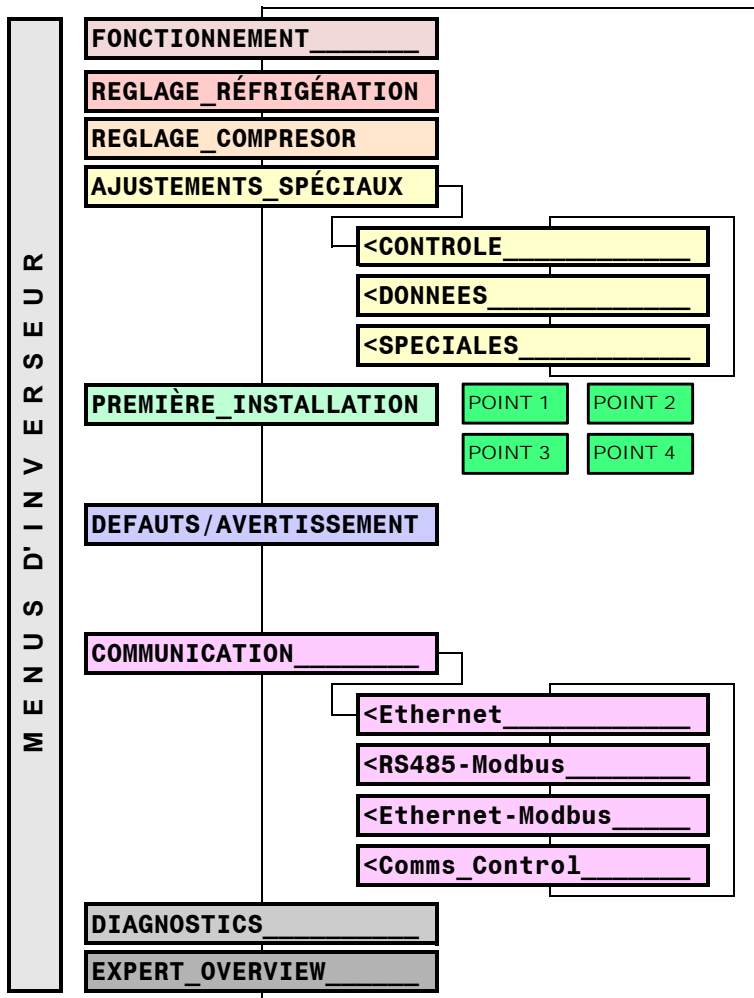 MENUS D'INVERSEUR
FONCTIONNEMENT_______
REGLAGE_RÉFRIGÉRATION
REGLAGE_COMPRESOR
AJUSTEMENTS_SPÉCIAUX
<CONTROLE____________
<DONNEES_____________
<SPECIALES___________
PREMIÈRE_INSTALLATION
POINT 1
POINT 2
POINT 3
POINT 4
DEFAUTS/AVERTISSEMENT
COMMUNICATION________
<Ethernet____________
<RS485-Modbus________
<Ethernet-Modbus_____
<Comms_Control_______
DIAGNOSTICS__________
EXPERT_OVERVIEW______